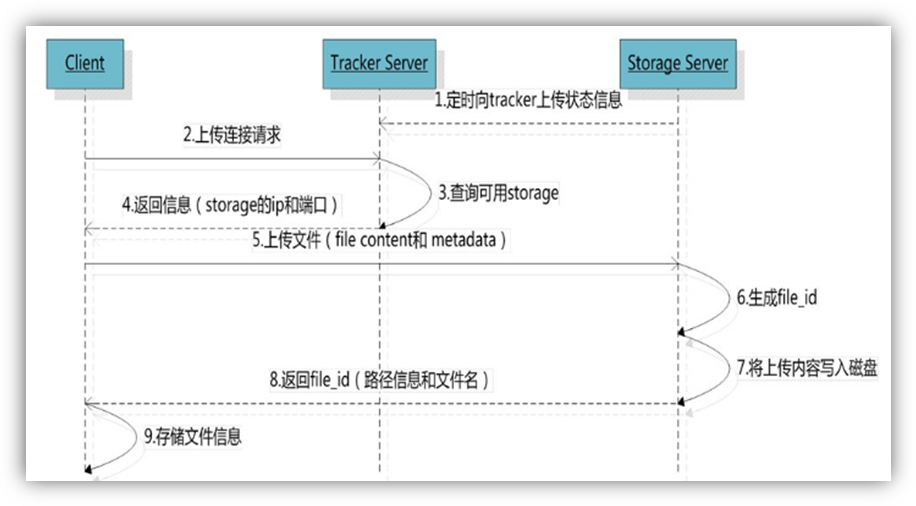 Client
Tracker Server
Storage Server
1.定时向tracker上传状态信息
2.上传连接请求
3.查询可用storage
4.返回信（storage的ip和端口）
5.上传文件（file content和 metadata）
6.生成file_id
7.将上传内容写入磁盘
8.返回file_id（路径信息和文件名）
9.存储文件信息